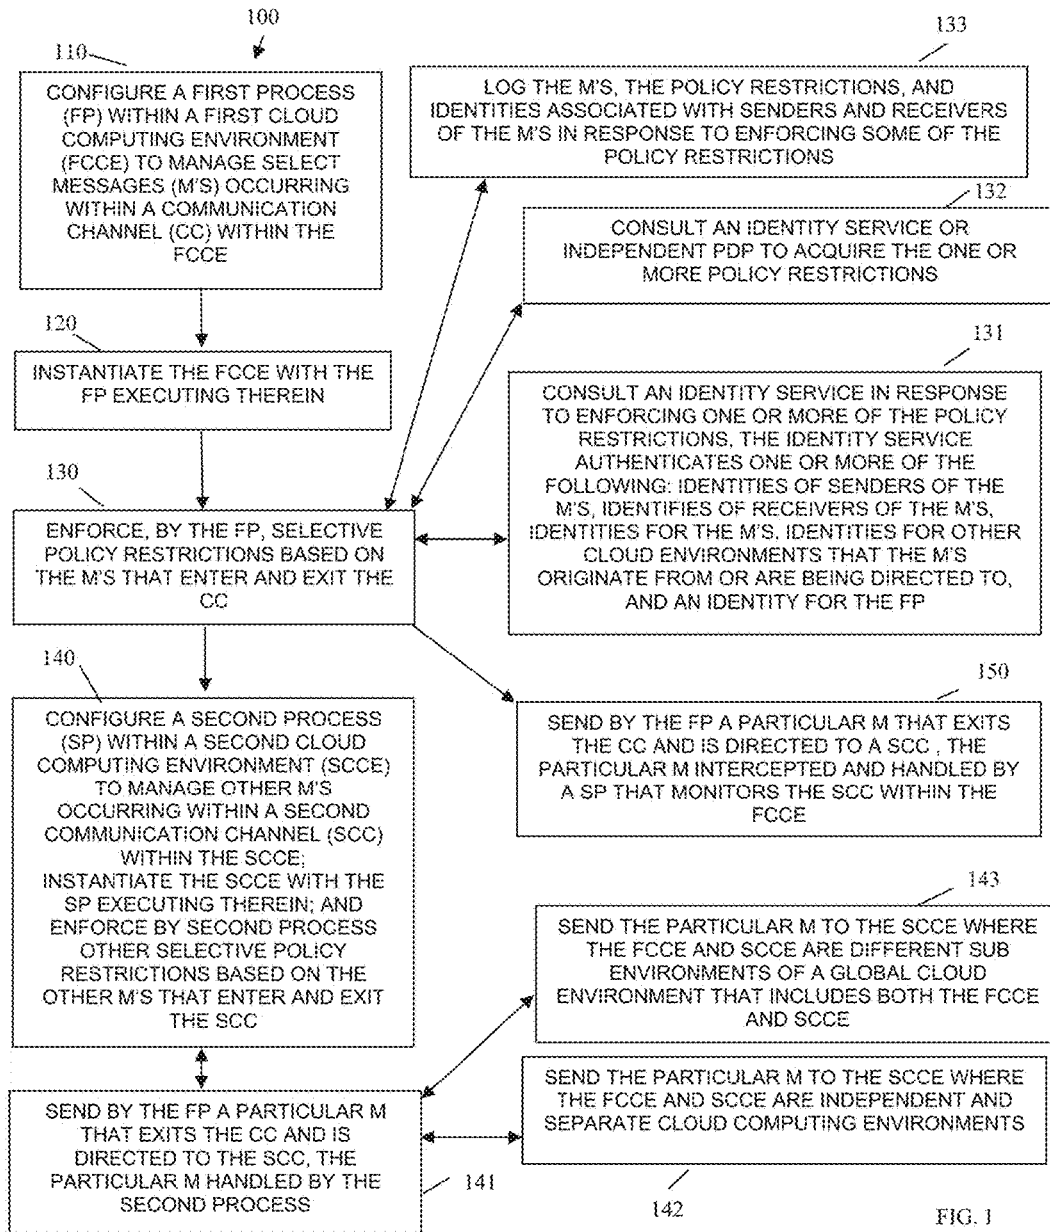 100
110
CONFIGURE A FIRST PROCESS
(FP) WITHIN A FIRST CLOUD
COMPUTING ENVIRONMENT
(FCCE) TO MANAGE SELECT
MESSAGES (M'S) OCCURRING
WITHIN A COMMUNICATION
CHANNEL (CC) WITHIN THE
FCCE
133
LOG THE M'S, THE POLICY RESTRICTIONS, AND
IDENTITIES ASSOCIATED WITH SENDERS AND RECEIVERS
OF THE M'S IN RESPONSE TO ENFORCING SOME OF THE
POLICY RESTRICTIONS
132
CONSULT AN IDENTITY SERVICE OR
INDEPENDENT PDP TO ACQUIRE THE ONE OR
MORE POLICY RESTRICTIONS
120
INSTANTIATE THE FCCE WITH THE
FP EXECUTING THEREIN
131
CONSULT AN IDENTITY SERVICE IN RESPONSE
TO ENFORCING ONE OR MORE OF THE POLICY
RESTRICTIONS, THE IDENTITY SERVICE
AUTHENTICATES ONE OR MORE OF THE
FOLLOWING: IDENTITIES OF SENDERS OF THE
M'S, IDENTIFIES OF RECEIVERS OF THE M'S,
IDENTITIES FOR THE M'S, IDENTITIES FOR OTHER
CLOUD ENVIRONMENTS THAT THE M'S
ORIGINATE FROM OR ARE BEING DIRECTED TO,
AND AN IDENTITY FOR THE FP
130
ENFORCE, BY THE FP, SELECTIVE
POLICY RESTRICTIONS BASED ON
THE M'S THAT ENTER AND EXIT THE
CC
140
CONFIGURE A SECOND PROCESS
(SP) WITHIN A SECOND CLOUD
COMPUTING ENVIRONMENT (SCCE)
TO MANAGE OTHER M'S
OCCURRING WITHIN A SECOND
COMMUNICATION CHANNEL (SCC)
WITHIN THE SCCE;
INSTANTIATE THE SCCE WITH THE
SP EXECUTING THEREIN; AND
ENFORCE BY SECOND PROCESS
OTHER SELECTIVE POLICY
RESTRICTIONS BASED ON THE
OTHER M'S THAT ENTER AND EXIT
THE SCC
150
SEND BY THE FP A PARTICULAR M THAT EXITS
THE CC AND IS DIRECTED TO A SCC , THE
PARTICULAR M INTERCEPTED AND HANDLED BY
A SP THAT MONITORS THE SCC WITHIN THE
FCCE
143
SEND THE PARTICULAR M TO THE SCCE WHERE
THE FCCE AND SCCE ARE DIFFERENT SUB
ENVIRONMENTS OF A GLOBAL CLOUD
ENVIRONMENT THAT INCLUDES BOTH THE FCCE
AND SCCE
SEND THE PARTICULAR M TO THE SCCE WHERE
THE FCCE AND SCCE ARE INDEPENDENT AND
SEPARATE CLOUD COMPUTING ENVIRONMENTS
142
SEND BY THE FP A PARTICULAR M
THAT EXITS THE CC AND IS
DIRECTED TO THE SCC, THE
PARTICULAR M HANDLED BY THE
SECOND PROCESS
141
FIG. 1